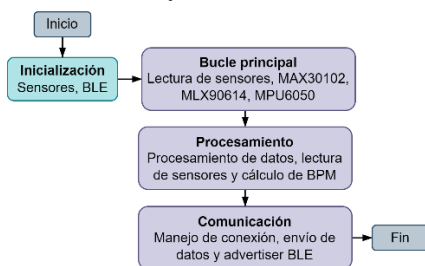 Inicio
Inicialización
Sensores, BLE
Bucle principal
Lectura de sensores, MAX30102,
MLX90614, MPU6050
Procesamiento
Procesamiento de datos, lectura
de sensores y cálculo de BPM
Comunicación
Manejo de conexión, envío de
datos y advertiser BLE
Fin